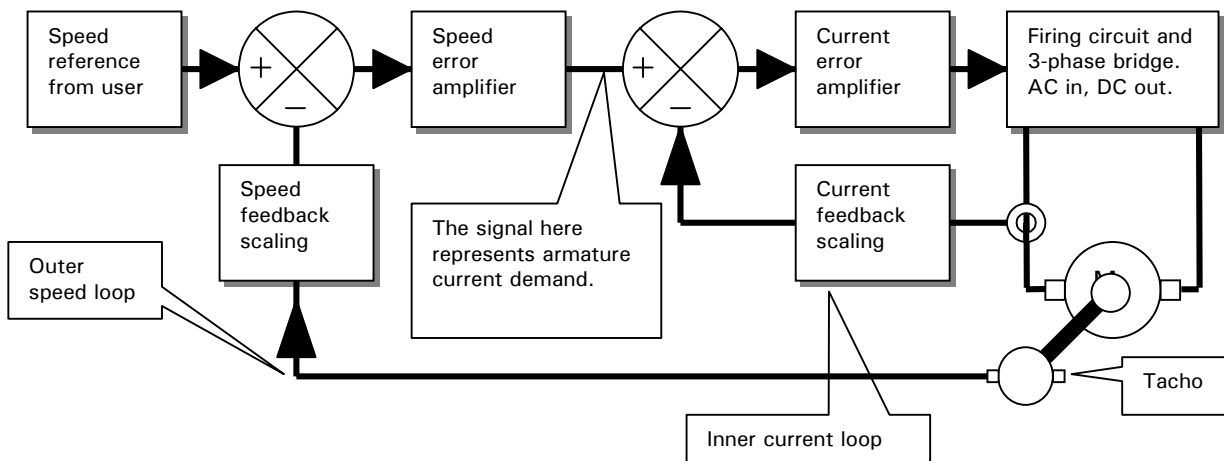 Speed
reference
from user
+
−
Speed
error
amplifier
+
−
Current
error
amplifier
Firing circuit and
3-phase bridge.
AC in, DC out.
Speed
feedback
scaling
The signal here
represents armature
current demand.
Current
feedback
scaling
Outer
speed loop
Tacho
Inner current loop